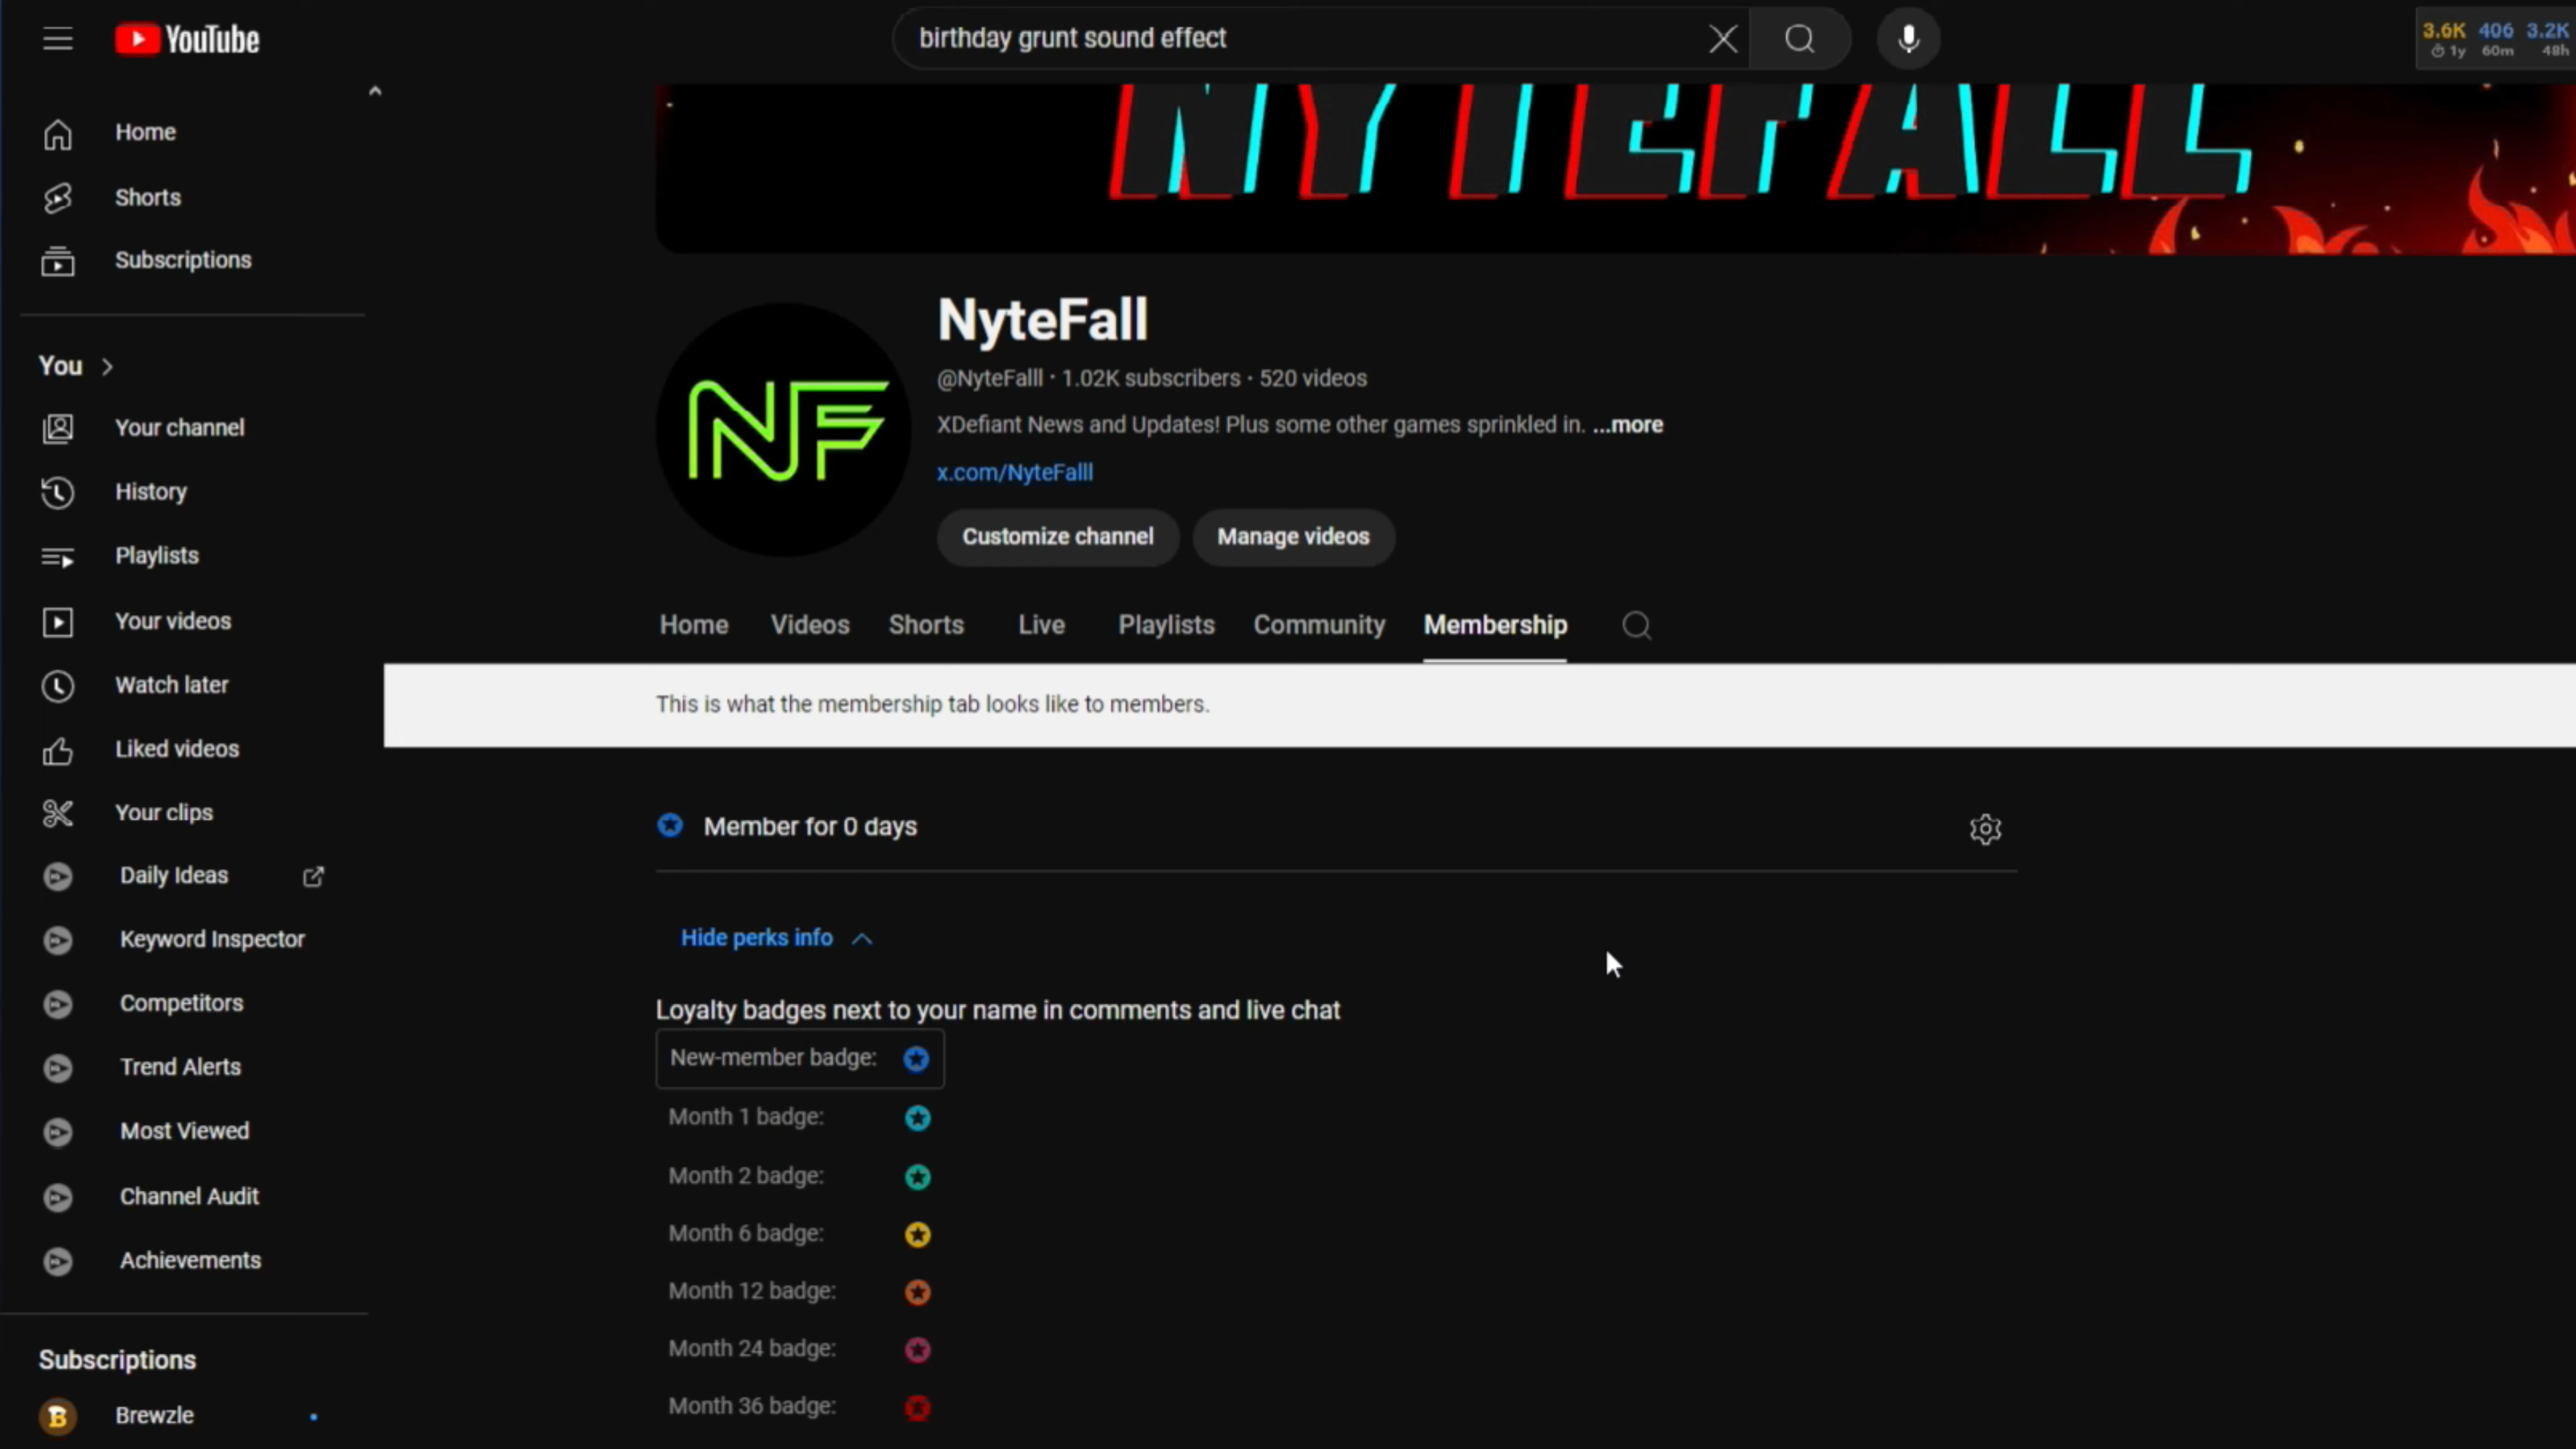 YouTube
birthday grunt sound effect
3.6K 406 3.2K
1y 60m 48h
Home
Shorts
Subscriptions
You
Your channel
History
Playlists
Your videos
Watch later
Liked videos
Your clips
Daily Ideas
Keyword Inspector
Competitors
Trend Alerts
Most Viewed
Channel Audit
Achievements
Subscriptions
B
Brewzle
NYTEFALL
NF
NyteFall
@NyteFalll · 1.02K subscribers · 520 videos
XDefiant News and Updates! Plus some other games sprinkled in. ...more
x.com/NyteFalll
Customize channel Manage videos
Home Videos Shorts Live Playlists Community Membership
This is what the membership tab looks like to members.
Member for 0 days
Hide perks info
Loyalty badges next to your name in comments and live chat
New-member badge:
Month 1 badge:
Month 2 badge:
Month 6 badge:
Month 12 badge:
Month 24 badge:
Month 36 badge: